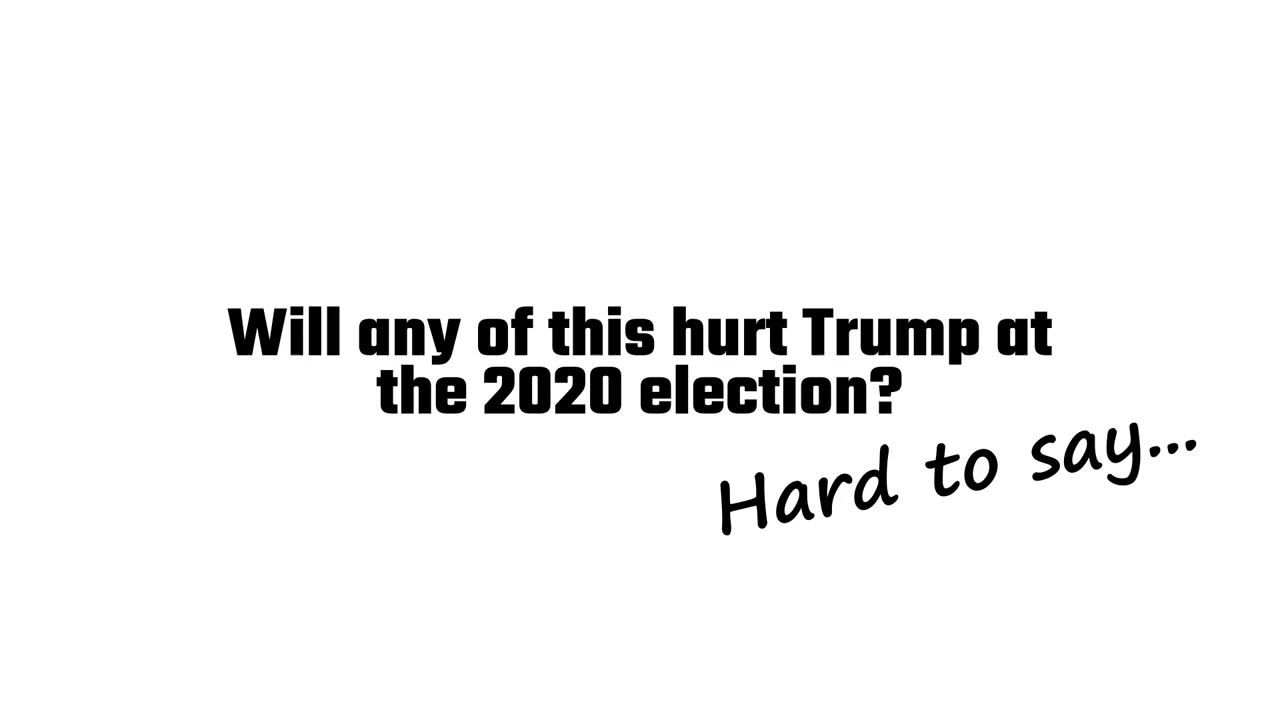 Will any of this hurt Trump at
the 2020 election?
Hard to say...